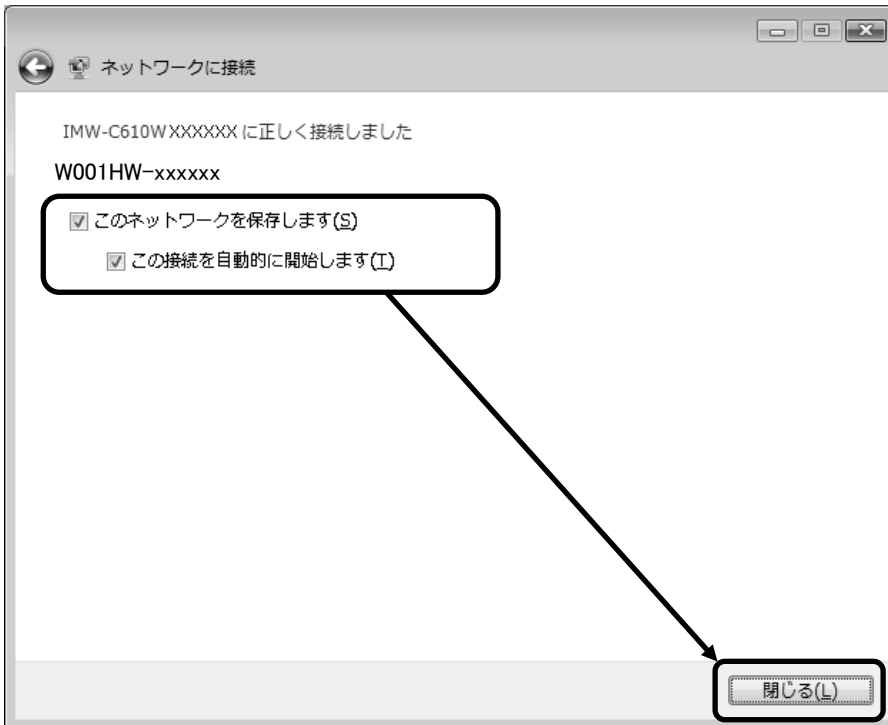 ネットワークに接続
IMW-C610W XXXXXX に正しく接続しました
W001HW-xxxxxx
このネットワークを保存します(S)
この接続を自動的に開始します(T)
閉じる(L)